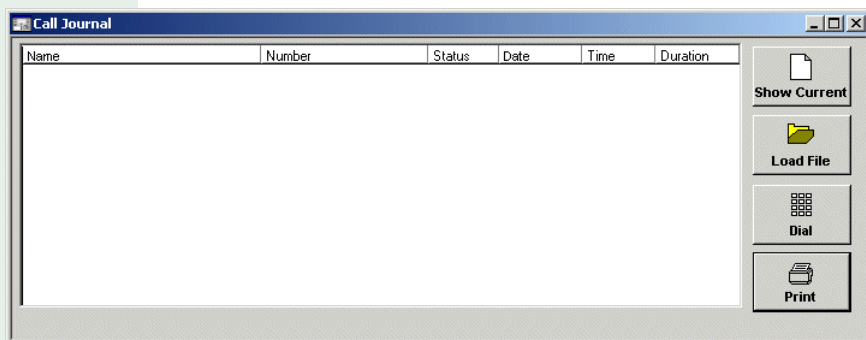 Call Journal
Name Number Status Date Time Duration
Show Current
Load File
Dial
Print